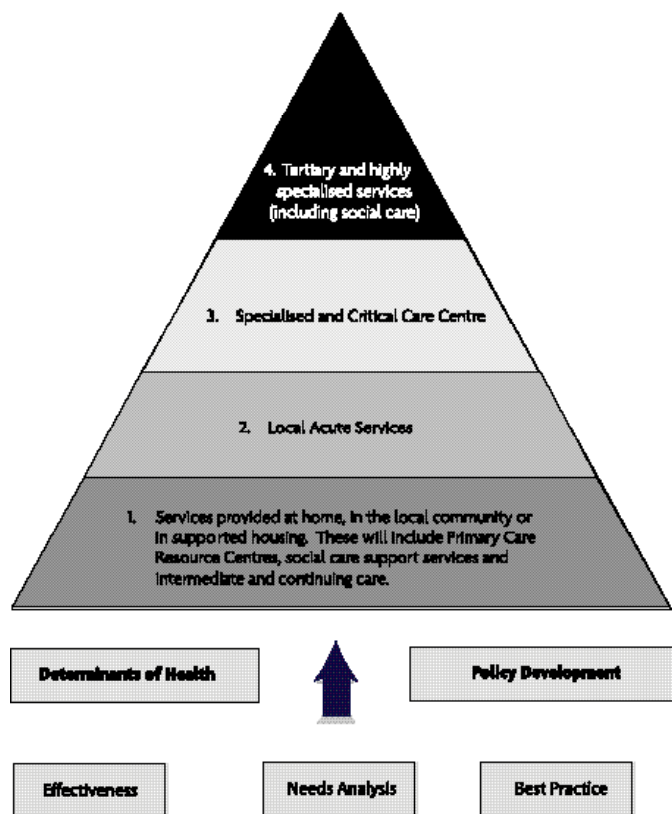 4. Tertiary and highly
specialised services
(including social care)
3. Specialised and Critical Care Centre
2. Local Acute Services
1. Services provided at home, in the local community or
in supported housing. These will include Primary Care
Resource Centres, social care support services and
intermediate and continuing care.
Determinants of Health
Policy Development
Effectiveness
Needs Analysis
Best Practice